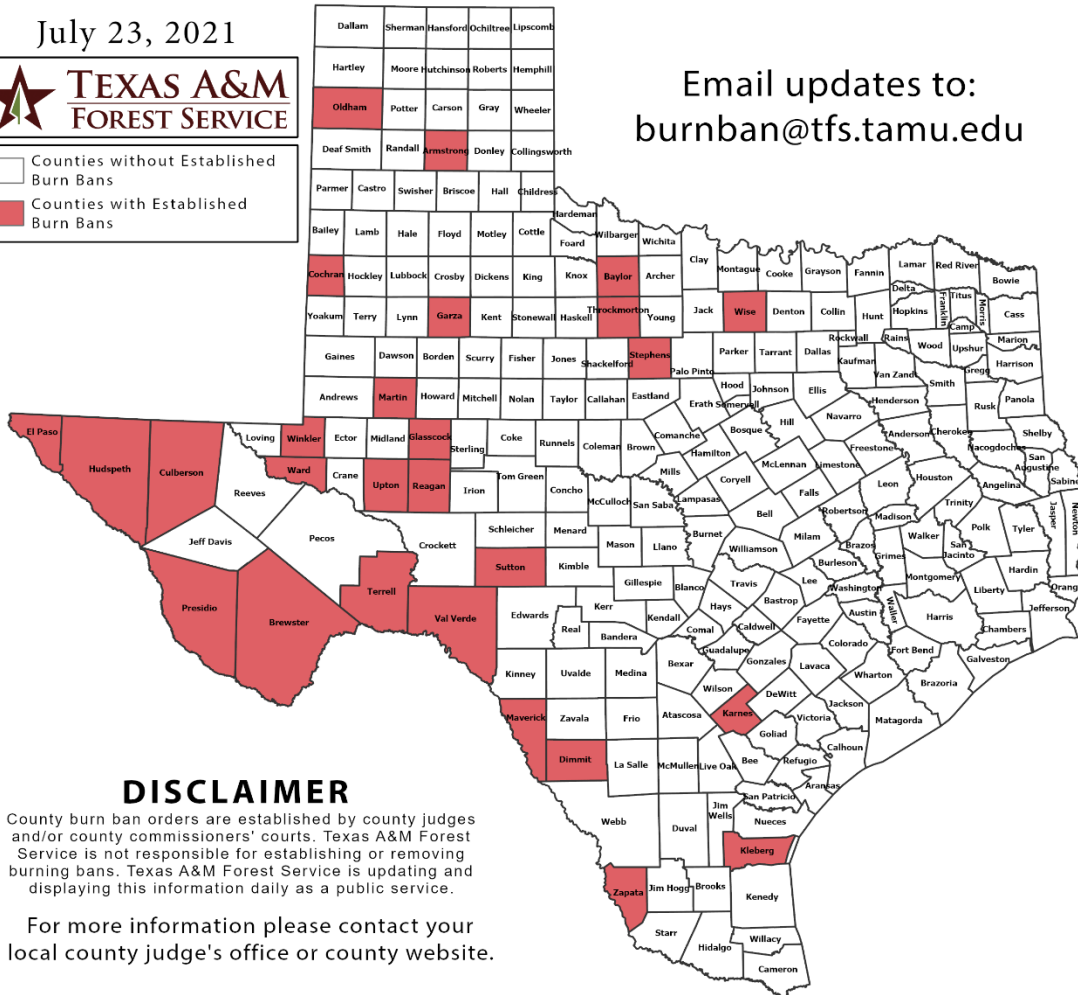 July 23, 2021
TEXAS A&M
FOREST SERVICE
Counties without Established
Burn Bans
Counties with Established
Burn Bans
Email updates to:
burnban@tfs.tamu.edu
Dallam Sherman Hansford Ochiltree Lipscomb
Hartley Moore Hutchinson Roberts Hemphill
Oldham Potter Carson Gray Wheeler
Deaf Smith Randall Armstrong Donley Collingsworth
Parmer Castro Swisher Briscoe Hall Childress
Hardeman
Bailey Lamb Hale Floyd Motley Cottle Foard Wilbarger Wichita
Clay Montague Cooke Grayson Fannin Lamar Red River Bowie
Cochran Hockley Lubbock Crosby Dickens King Knox Baylor Archer
Delta Franklin Titus Morris Cass
Yoakum Terry Lynn Garza Kent Stonewall Haskell Throckmorton Young Jack Wise Denton Collin Hunt Hopkins
Camp
Rockwall Rains Wood Upshur Marion
Gaines Dawson Borden Scurry Fisher Jones Shackelford Stephens Palo Pinto Parker Tarrant Dallas Kaufman Van Zandt Gregg Harrison
Smith
Andrews Martin Howard Mitchell Nolan Taylor Callahan Eastland Erath Hood Somervell Johnson Ellis Henderson Rusk Panola
Navarro
El Paso Hudspeth Culberson Loving Winkler Ector Midland Glasscock Sterling Coke Runnels Coleman Brown Comanche Bosque Hill Freestone Anderson Cherokee Nacogdoches Shelby
Hamilton
San Augustine Sabine
Reeves Ward Crane Upton Reagan Irion Tom Green Concho McCulloch San Saba Mills Lampasas Coryell McLennan Limestone Leon Houston Angelina
Falls
Trinity
Jeff Davis Pecos Crockett Schleicher Menard Mason Llano Burnet Bell Milam Robertson Madison Walker San Jacinto Polk Tyler Jasper Newton
Williamson Brazos Grimes
Presidio Brewster Terrell Val Verde Sutton Kimble Gillespie Blanco Travis Lee Burleson Washington Montgomery Liberty Hardin Orang
Edwards Real Kerr Kendall Bandera Hays Comal Caldwell Bastrop Fayette Austin Waller Harris Chambers Jefferson
Guadalupe Colorado Fort Bend Galveston
Kinney Uvalde Medina Bexar Wilson Gonzales Lavaca Wharton Brazoria
Maverick Zavala Frio Atascosa Karnes DeWitt Victoria Jackson Matagorda
Goliad Calhoun
Dimmit La Salle McMullen Live Oak Bee Refugio Aransas
San Patricio
Webb Duval Jim Wells Nueces
Kleberg
Zapata Jim Hogg Brooks Kenedy
Starr Hidalgo Willacy
Cameron
DISCLAIMER
County burn ban orders are established by county judges
and/or county commissioners' courts. Texas A&M Forest
Service is not responsible for establishing or removing
burning bans. Texas A&M Forest Service is updating and
displaying this information daily as a public service.
For more information please contact your
local county judge's office or county website.